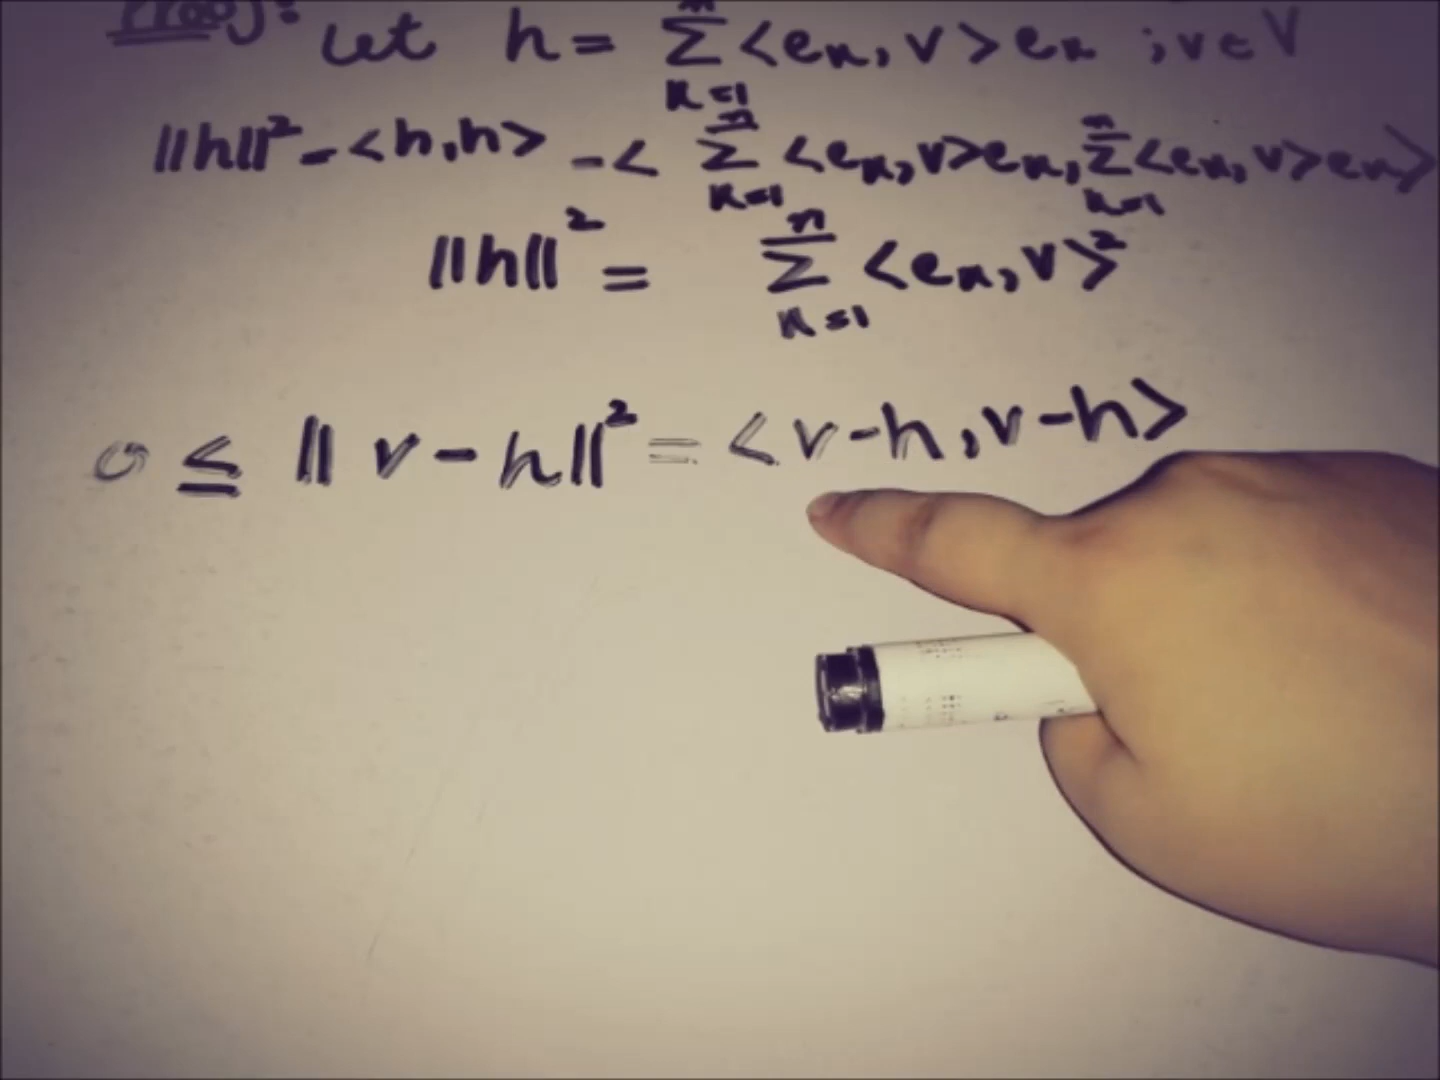 Proof: Let h = Σ_{k=1}^{n} <e_k, v> e_k ; v ∈ V
||h||² = <h, h> = < Σ_{k=1}^{n} <e_k, v> e_k, Σ_{k=1}^{n} <e_k, v> e_k >
||h||² = Σ_{k=1}^{n} <e_k, v>²
0 ≤ || v - h ||² = < v - h , v - h >